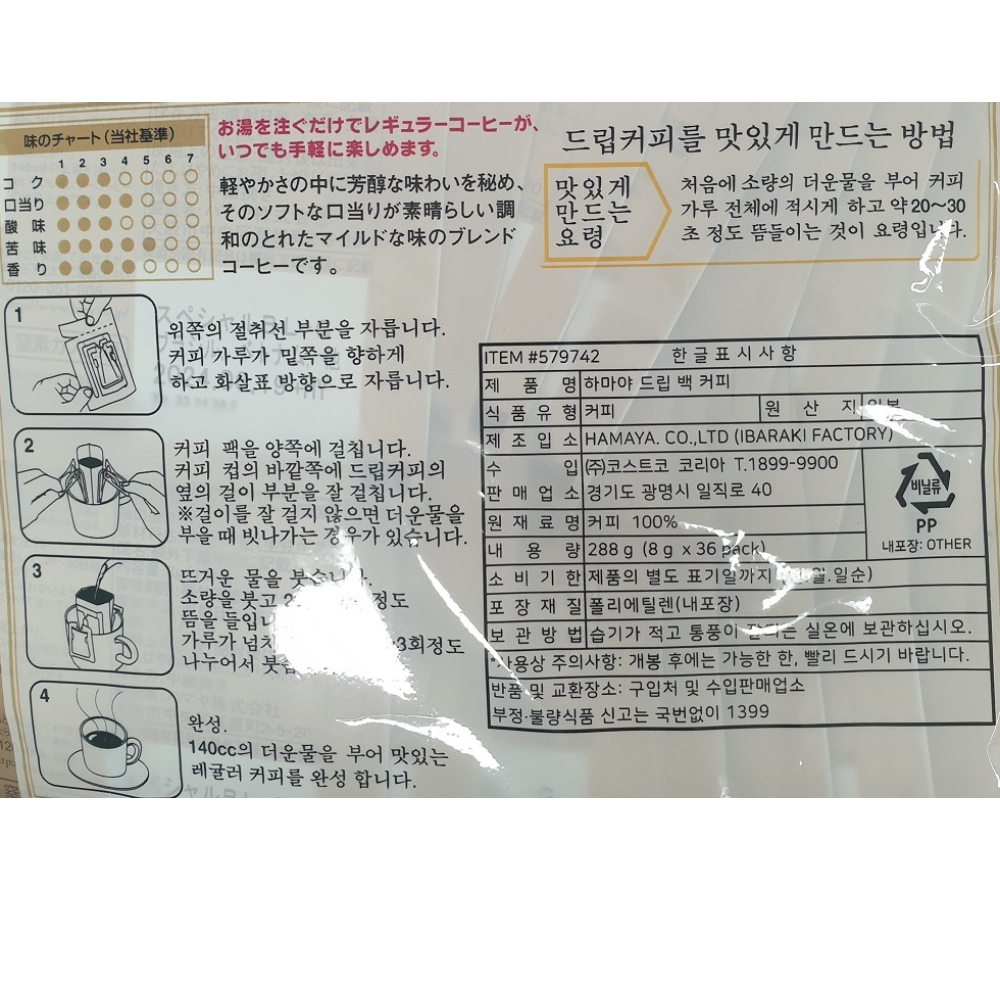 味のチャート(当社基準)
1 2 3 4 5 6 7
コク
口当り
酸味
苦味
香り
お湯を注ぐだけでレギュラーコーヒーが、
いつでも手軽に楽しめます。
軽やかさの中に芳醇な味わいを秘め、
そのソフトな口当りが素晴らしい調
和のとれたマイルドな味のブレンド
コーヒーです。
드립커피를 맛있게 만드는 방법
맛있게
만드는
요령
처음에 소량의 더운물을 부어 커피
가루 전체에 적시게 하고 약 20~30
초 정도 뜸들이는 것이 요령입니다.
1
위쪽의 절취선 부분을 자릅니다.
커피 가루가 밑쪽을 향하게
하고 화살표 방향으로 자릅니다.
2
커피 팩을 양쪽에 걸칩니다.
커피 컵의 바깥쪽에 드립커피의
옆의 걸이 부분을 잘 걸칩니다.
※걸이를 잘 걸지 않으면 더운물을
부을 때 빗나가는 경우가 있습니다.
3
뜨거운 물을 붓습니다.
소량을 붓고 정도
뜸을
가루가 3회정도
나누어서
4
완성.
140cc의 더운물을 부어 맛있는
레귤러 커피를 완성 합니다.
ITEM #579742 한글표시사항
제품명 하마야 드립 백 커피
식품유형 커피 원산지 일본
제조업소 HAMAYA. CO.,LTD (IBARAKI FACTORY)
수입 (주)코스트코 코리아 T.1899-9900
판매업소 경기도 광명시 일직로 40
원재료명 커피 100%
내용량 288 g (8 g x 36 pack)
소비기한 제품의 별도 표기일까지
포장재질 폴리에틸렌(내포장)
보관방법 습기가 적고 통풍이 실온에 보관하십시오.
*사용상 주의사항: 개봉 후에는 가능한 한, 빨리 드시기 바랍니다.
반품 및 교환장소: 구입처 및 수입판매업소
부정·불량식품 신고는 국번없이 1399
비닐류
PP
내포장: OTHER